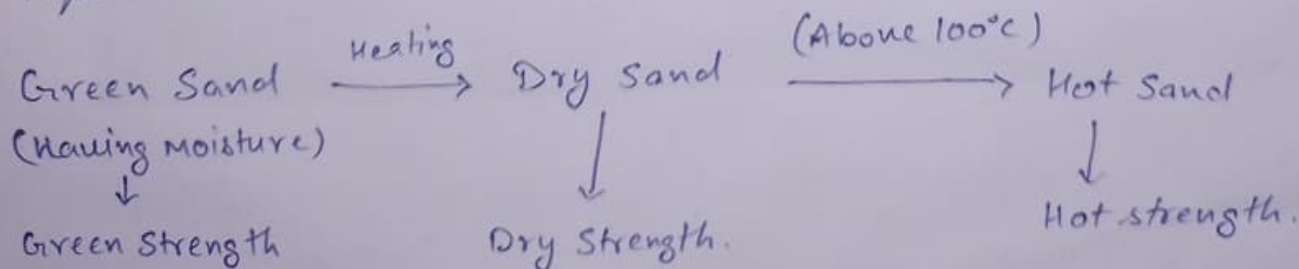 (Above 100°C)
Green Sand Heating Dry Sand Hot Sand
(Having Moisture)
Green Strength Dry Strength. Hot strength.